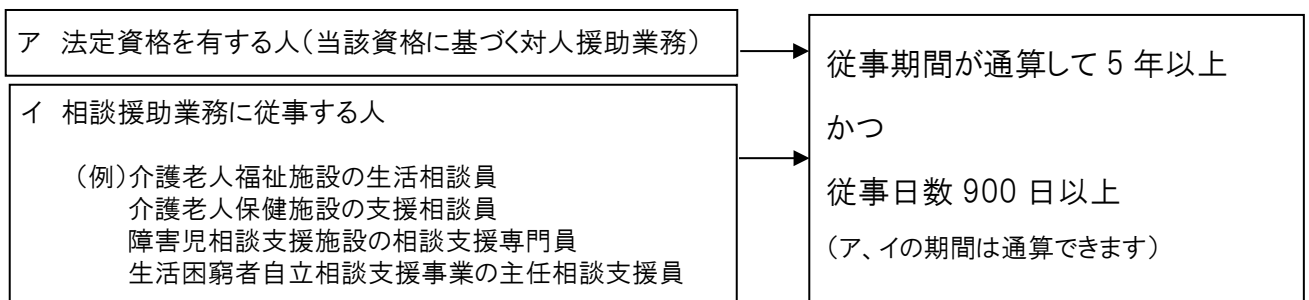 ア 法定資格を有する人(当該資格に基づく対人援助業務)
イ 相談援助業務に従事する人
(例)介護老人福祉施設の生活相談員
介護老人保健施設の支援相談員
障害児相談支援施設の相談支援専門員
生活困窮者自立相談支援事業の主任相談支援員
従事期間が通算して 5 年以上
かつ
従事日数 900 日以上
(ア、イの期間は通算できます)